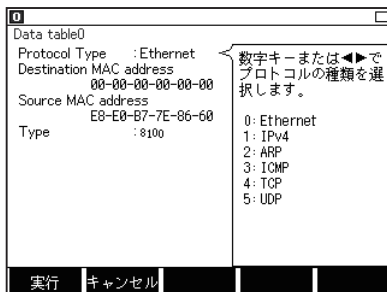 0
Data table0
Protocol Type :Ethernet
Destination MAC address
00-00-00-00-00-00
Source MAC address
E8-E0-B7-7E-86-60
Type :8100
数字キーまたは◀▶で
プロトコルの種類を選
択します。
0:Ethernet
1:IPv4
2:ARP
3:ICMP
4:TCP
5:UDP
実行 キャンセル